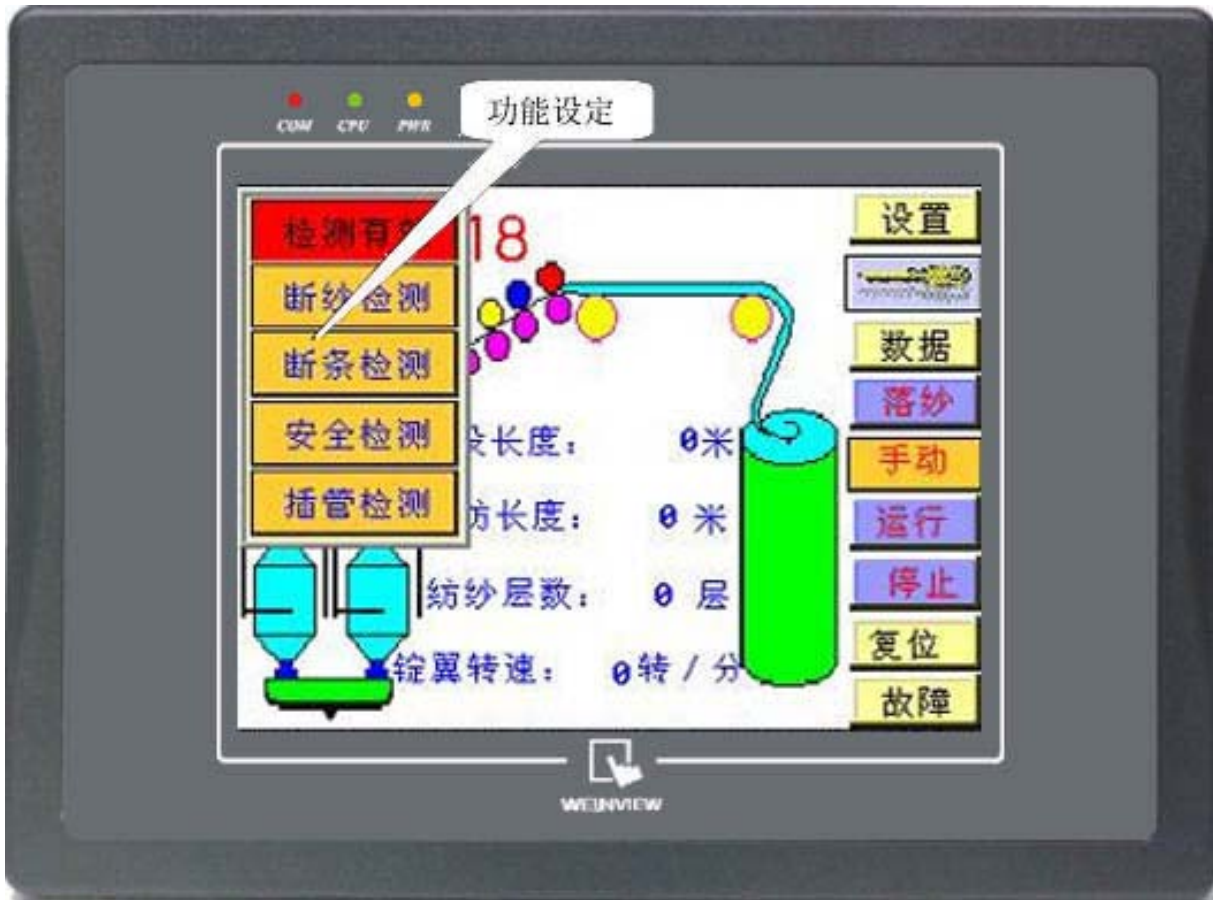 COM CPU PWR
功能设定
检测有
18
断纱检测
断条检测
安全检测
插管检测
长度： 0米
长度： 0 米
纺纱层数： 0 层
锭翼转速： 0转/分
设置
数据
落纱
手动
运行
停止
复位
故障
WEINVIEW